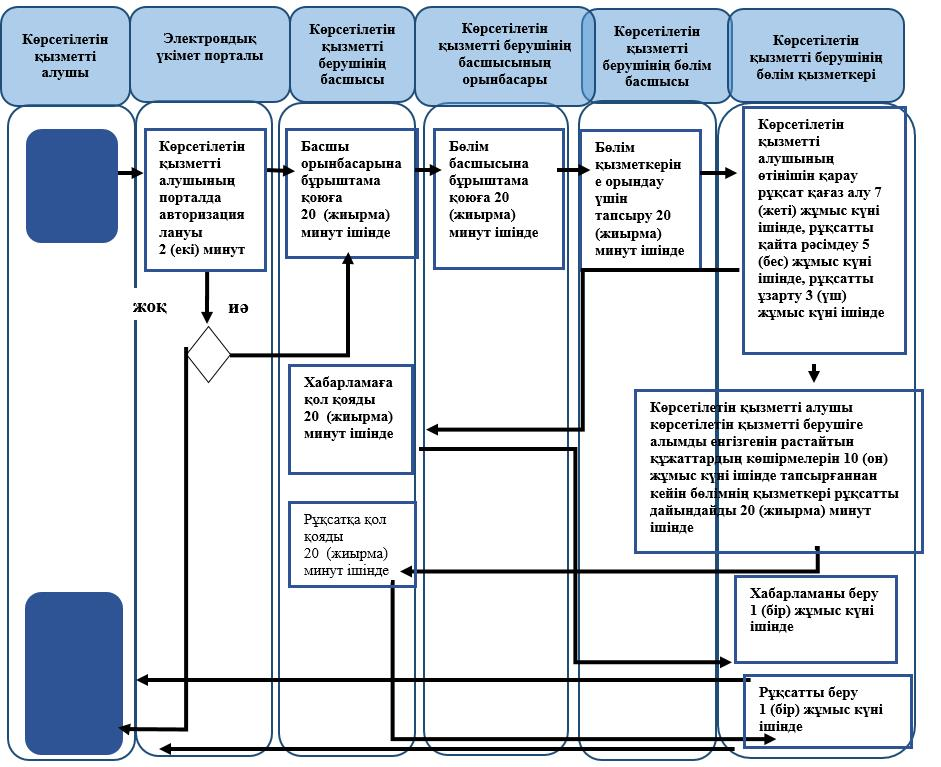 Көрсетілетін
қызметті
алушы
Электрондық
үкімет порталы
Көрсетілетін
қызметті
берушінің
басшысы
Көрсетілетін
қызметті берушінің
басшысының
орынбасары
Көрсетілетін
қызметті
берушінің бөлім
басшысы
Көрсетілетін
қызметті берушінің
бөлім қызметкері
Көрсетілетін
қызметті
алушының
порталда
авторизация
лануы
2 (екі) минут
Басшы
орынбасарына
бұрыштама
қоюға
20 (жиырма)
минут ішінде
Бөлім
басшысына
бұрыштама
қоюға 20
(жиырма)
минут ішінде
Бөлім
қызметкерін
е орындау
үшін
тапсыру 20
(жиырма)
минут ішінде
Көрсетілетін
қызметті
алушының
өтінішін қарау
рұқсат қағаз алу 7
(жеті) жұмыс күні
ішінде, рұқсатты
қайта рәсімдеу 5
(бес) жұмыс күні
ішінде, рұқсатты
ұзарту 3 (үш)
жұмыс күні ішінде
жоқ
иә
Хабарламаға
қол қояды
20 (жиырма)
минут ішінде
Көрсетілетін қызметті алушы
көрсетілетін қызметті берушіге
алымды енгізгенін растайтын
құжаттардың көшірмелерін 10 (он)
жұмыс күні ішінде тапсырғаннан
кейін бөлімнің қызметкері рұқсатты
дайындайды 20 (жиырма) минут
ішінде
Рұқсатқа қол
қояды
20 (жиырма)
минут ішінде
Хабарламаны беру
1 (бір) жұмыс күні
ішінде
Рұқсатты беру
1 (бір) жұмыс күні
ішінде